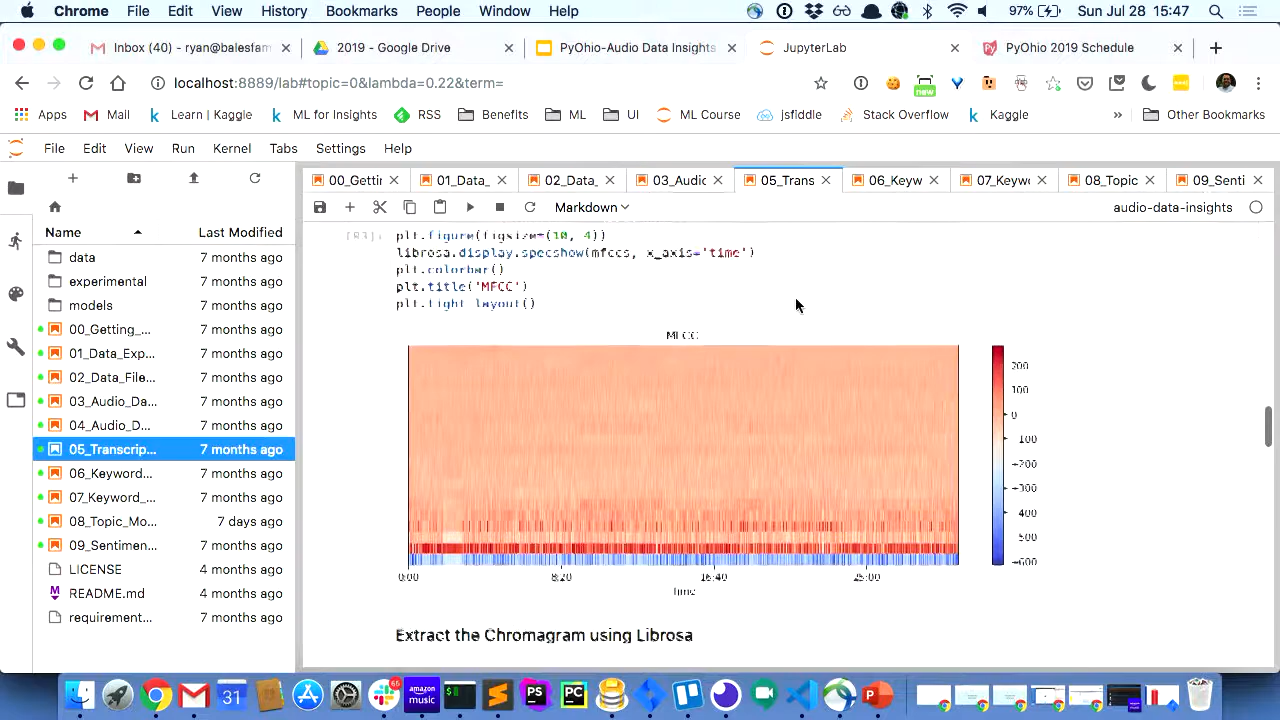 Chrome File Edit View History Bookmarks People Window Help 97% Sun Jul 28 15:47
Inbox (40) - ryan@balesfam 2019 - Google Drive PyOhio-Audio Data Insights JupyterLab PyOhio 2019 Schedule
localhost:8889/lab#topic=0&lambda=0.22&term=
new
Apps Mail Learn | Kaggle ML for Insights RSS Benefits ML UI ML Course jsfiddle Stack Overflow Kaggle » Other Bookmarks
File Edit View Run Kernel Tabs Settings Help
00_Gettin 01_Data_ 02_Data_ 03_Audio 05_Trans 06_Keyw 07_Keywo 08_Topic 09_Senti
Markdown audio-data-insights
Name Last Modified
data 7 months ago
experimental 7 months ago
models 7 months ago
00_Getting_... 7 months ago
01_Data_Exp... 7 months ago
02_Data_File... 7 months ago
03_Audio_Da... 7 months ago
04_Audio_D... 7 months ago
05_Transcrip... 7 months ago
06_Keyword... 7 months ago
07_Keyword_... 7 months ago
08_Topic_Mo... 7 days ago
09_Sentimen... 7 months ago
LICENSE 4 months ago
README.md 4 months ago
requirement... 7 months ago
plt.figure(figsize=(10, 4))
librosa.display.specshow(mfccs, x_axis='time')
plt.colorbar()
plt.title('MFCC')
plt.tight_layout()
MFCC
200
100
0
100
-500
0:00 8:20 16:40 25:00
Time
Extract the Chromagram using Librosa
31 65 amazon music PS PC